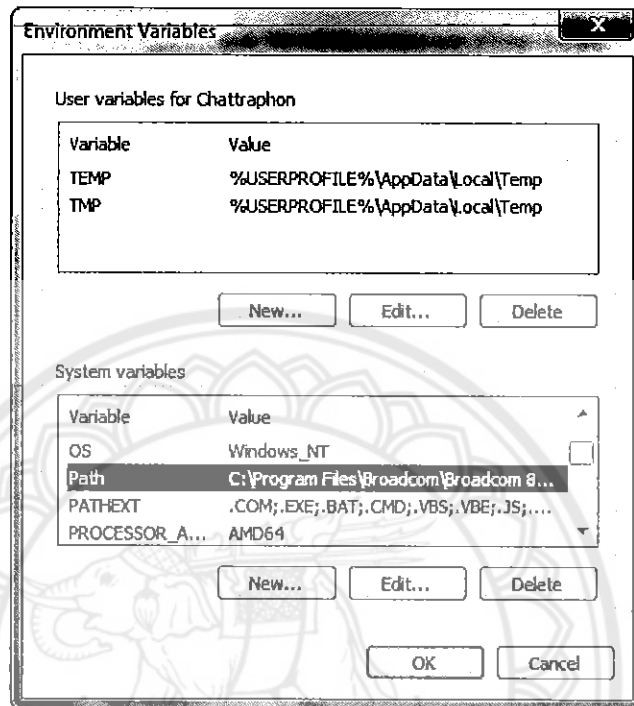 Environment Variables
X
User variables for Chattraphon
Variable Value
TEMP %USERPROFILE%\AppData\Local\Temp
TMP %USERPROFILE%\AppData\Local\Temp
New... Edit... Delete
System variables
Variable Value
OS Windows_NT
Path C:\Program Files\Broadcom\Broadcom 8...
PATHEXT .COM;.EXE;.BAT;.CMD;.VBS;.VBE;.JS;....
PROCESSOR_A... AMD64
New... Edit... Delete
OK Cancel